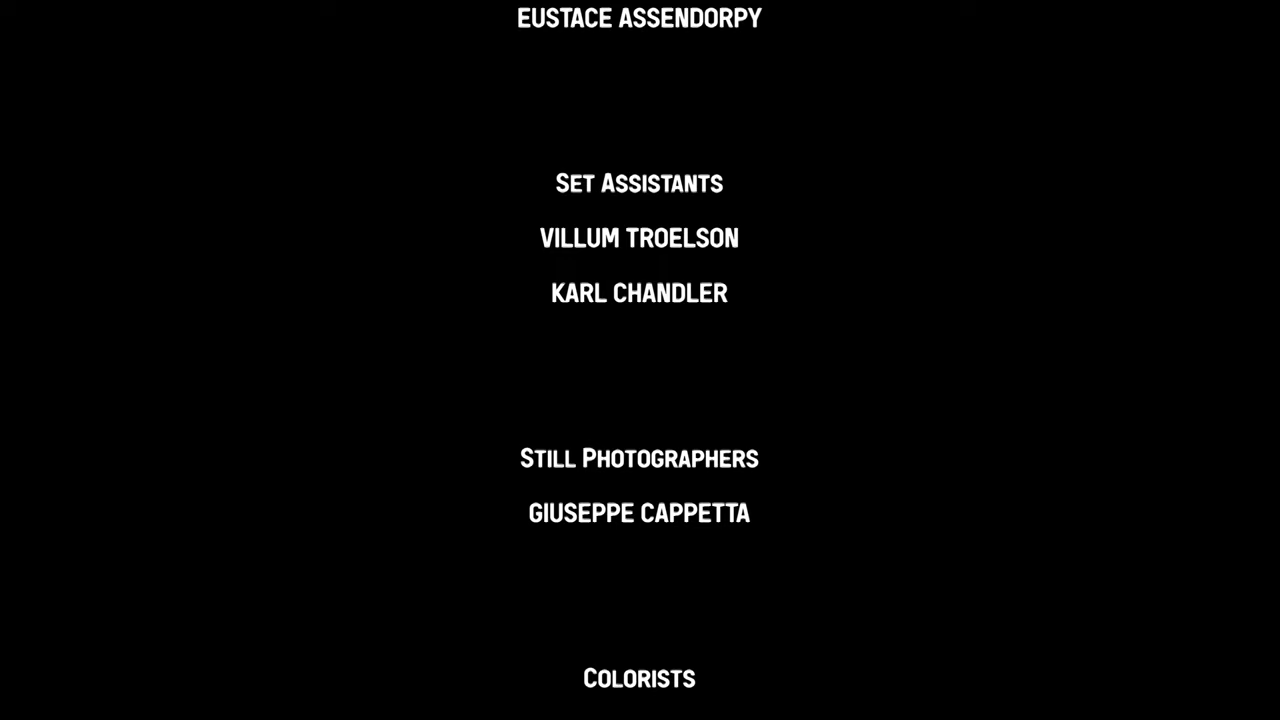 EUSTACE ASSENDORPY
Set Assistants
VILLUM TROELSON
KARL CHANDLER
Still Photographers
GIUSEPPE CAPPETTA
Colorists